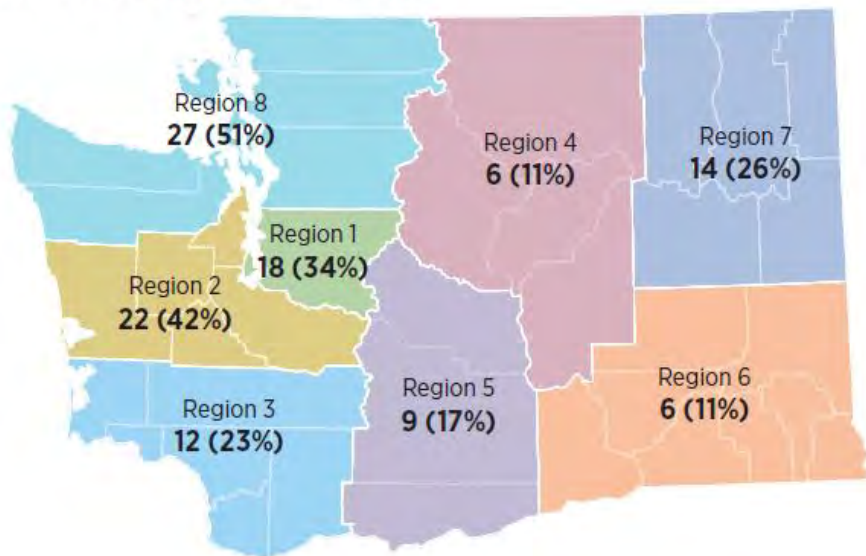 Region 8
27 (51%)
Region 4
6 (11%)
Region 7
14 (26%)
Region 1
18 (34%)
Region 2
22 (42%)
Region 3
12 (23%)
Region 5
9 (17%)
Region 6
6 (11%)